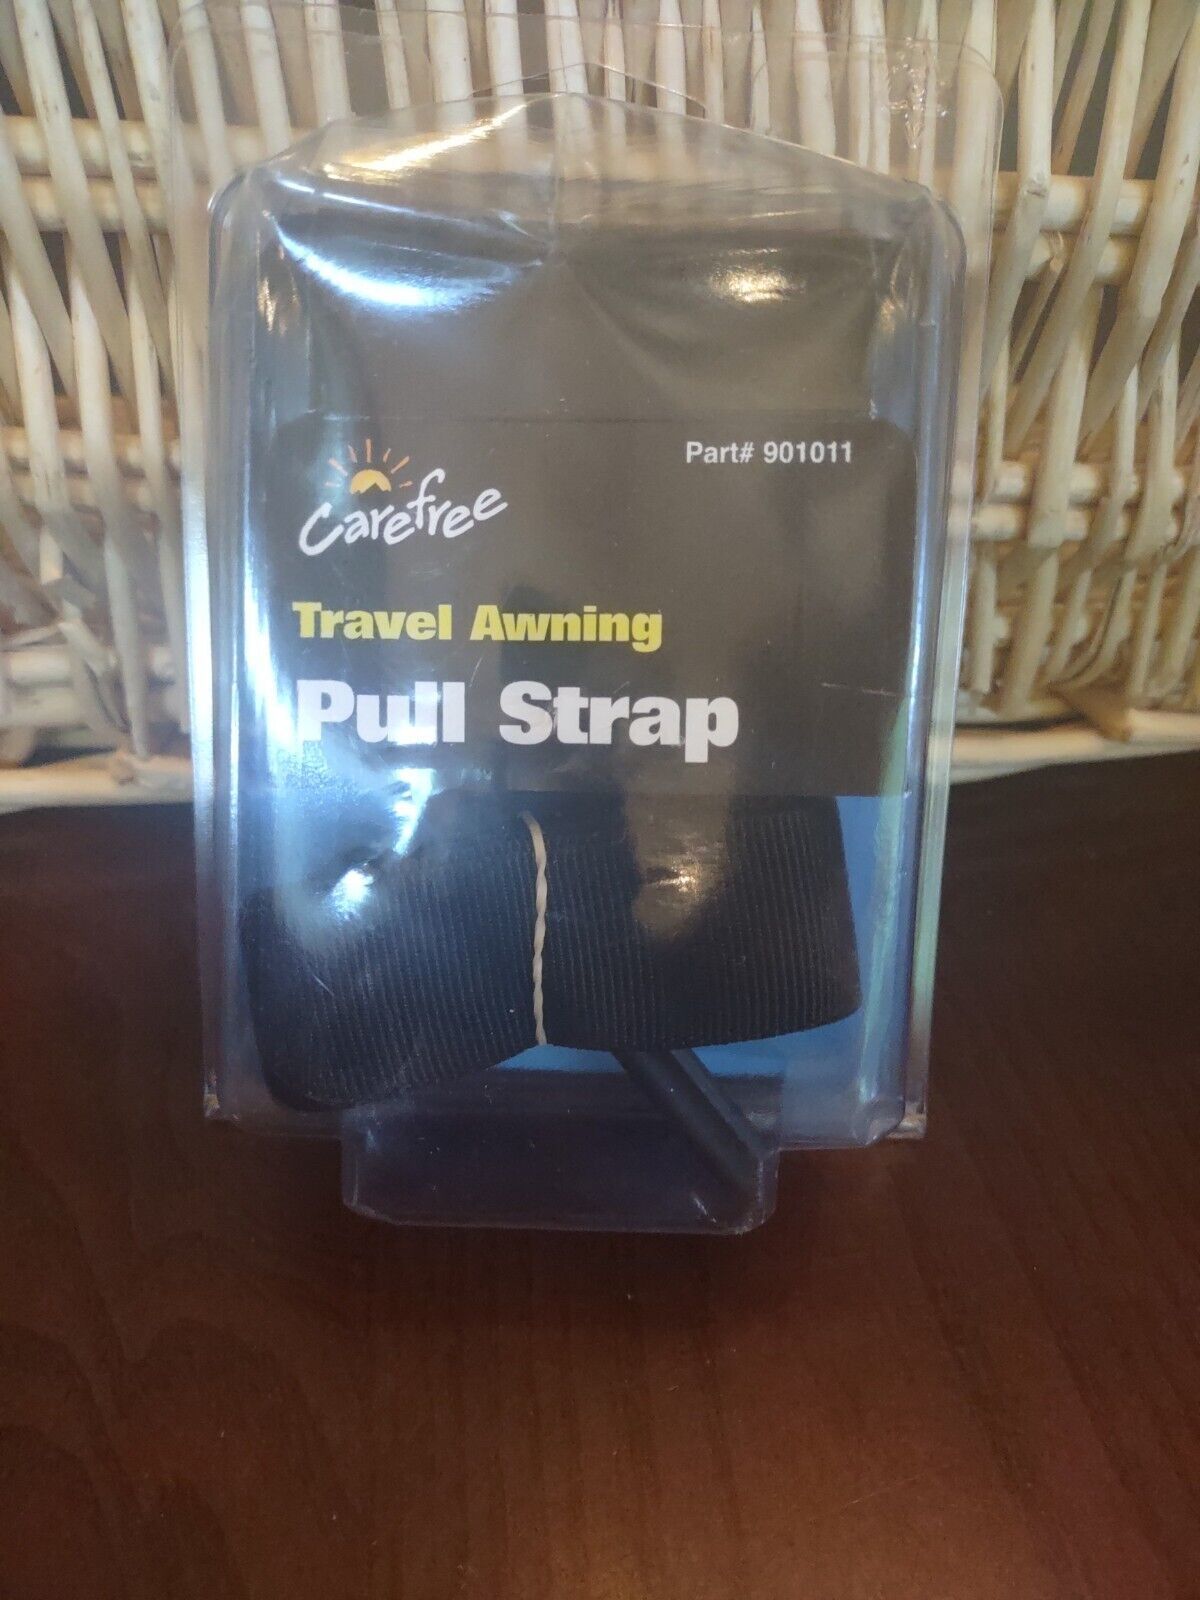 Part# 901011
Carefree
Travel Awning
Pull Strap